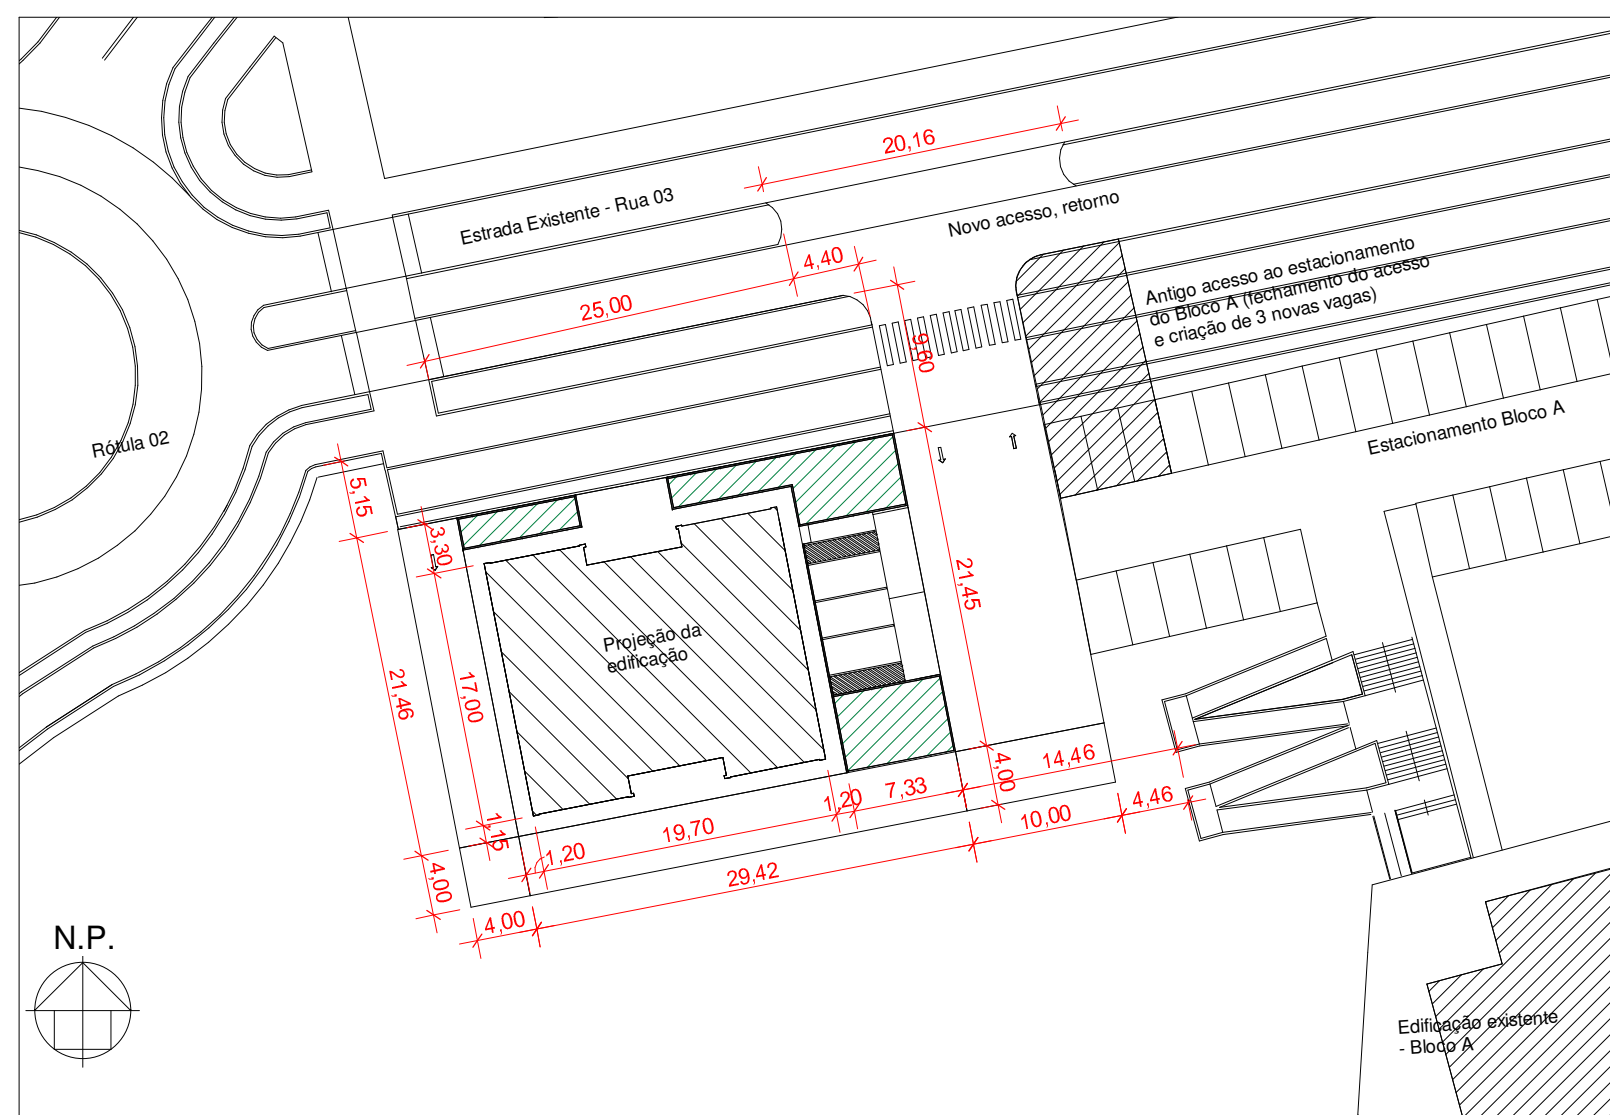 20,16
Estrada Existente - Rua 03
Novo acesso, retorno
4,40
25,00
Antigo acesso ao estacionamento
do Bloco A (fechamento do acesso
e criação de 3 novas vagas)
9,60
Rótula 02
Estacionamento Bloco A
5,15
3,30
21,45
Projeção da
edificação
21,46
17,00
4,00
14,46
7,33
1,20
4,46
10,00
1,15
19,70
1,20
29,42
4,00
4,00
N.P.
Edificação existente
- Bloco A